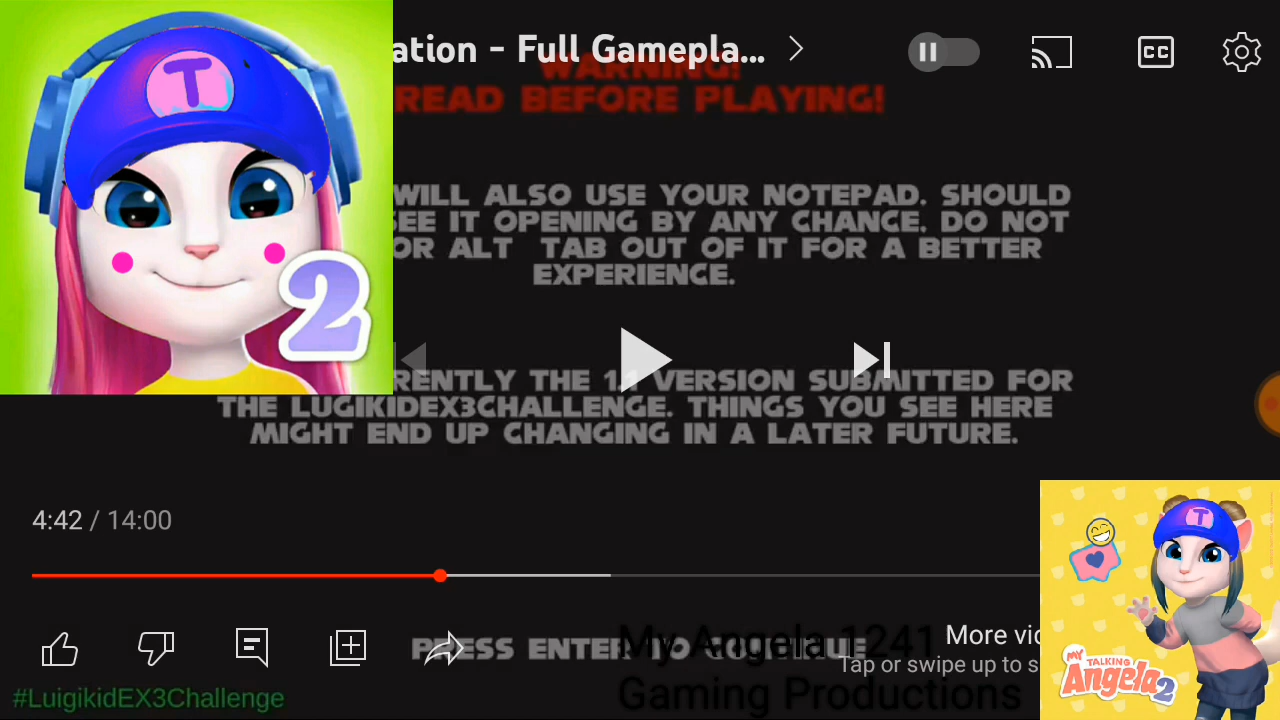 T
ation - Full Gamepla...
WARNING!
READ BEFORE PLAYING!
WILL ALSO USE YOUR NOTEPAD. SHOULD
SEE IT OPENING BY ANY CHANCE. DO NOT
OR ALT TAB OUT OF IT FOR A BETTER
EXPERIENCE.
2
RENTLY THE 1.1 VERSION SUBMITTED FOR
THE LUGIKIDEX3CHALLENGE. THINGS YOU SEE HERE
MIGHT END UP CHANGING IN A LATER FUTURE.
4:42 / 14:00
T
PRESS ENTER TO CONTINUE
My Angela 1241
Gaming Productions
More vid
Tap or swipe up to s
MY
TALKING
Angela 2
#LuigikidEX3Challenge
CC